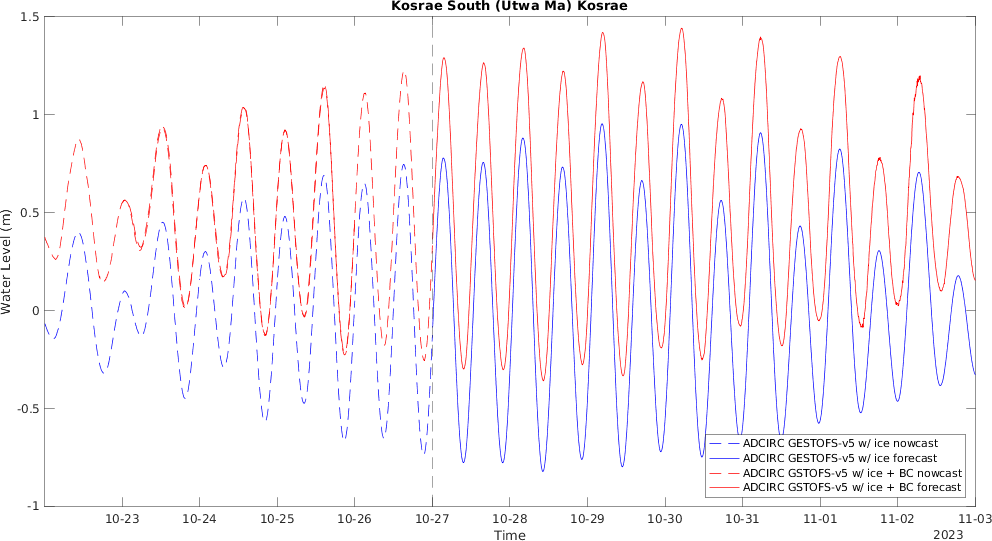 Kosrae South (Utwa Ma) Kosrae
1.5
1
0.5
0
-0.5
-1
Water Level (m)
ADCIRC GESTOFS-v5 w/ ice nowcast
ADCIRC GESTOFS-v5 w/ ice forecast
ADCIRC GSTOFS-v5 w/ ice + BC nowcast
ADCIRC GSTOFS-v5 w/ ice + BC forecast
10-23 10-24 10-25 10-26 10-27 10-28 10-29 10-30 10-31 11-01 11-02 11-03
Time
2023